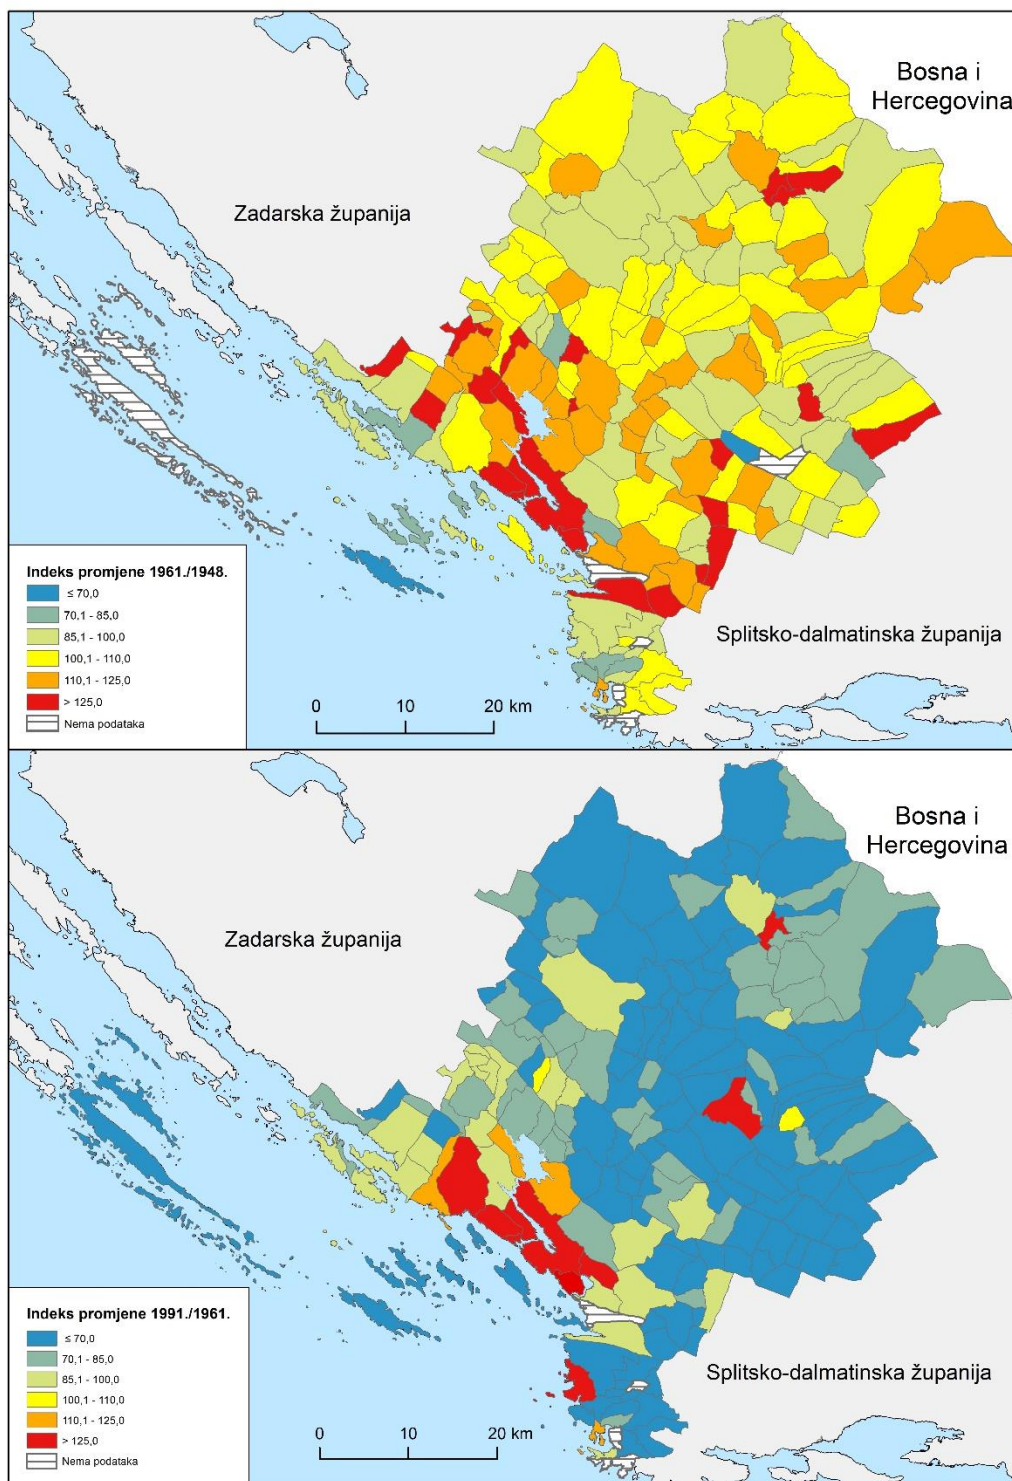 Bosna i
Hercegovina
Zadarska županija
Indeks promjene 1961./1948.
≤ 70,0
70,1 - 85,0
85,1 - 100,0
100,1 - 110,0
110,1 - 125,0
> 125,0
Nema podataka
0 10 20 km
Splitsko-dalmatinska županija
Bosna i
Hercegovina
Zadarska županija
Indeks promjene 1991./1961.
≤ 70,0
70,1 - 85,0
85,1 - 100,0
100,1 - 110,0
110,1 - 125,0
> 125,0
Nema podataka
0 10 20 km
Splitsko-dalmatinska županija